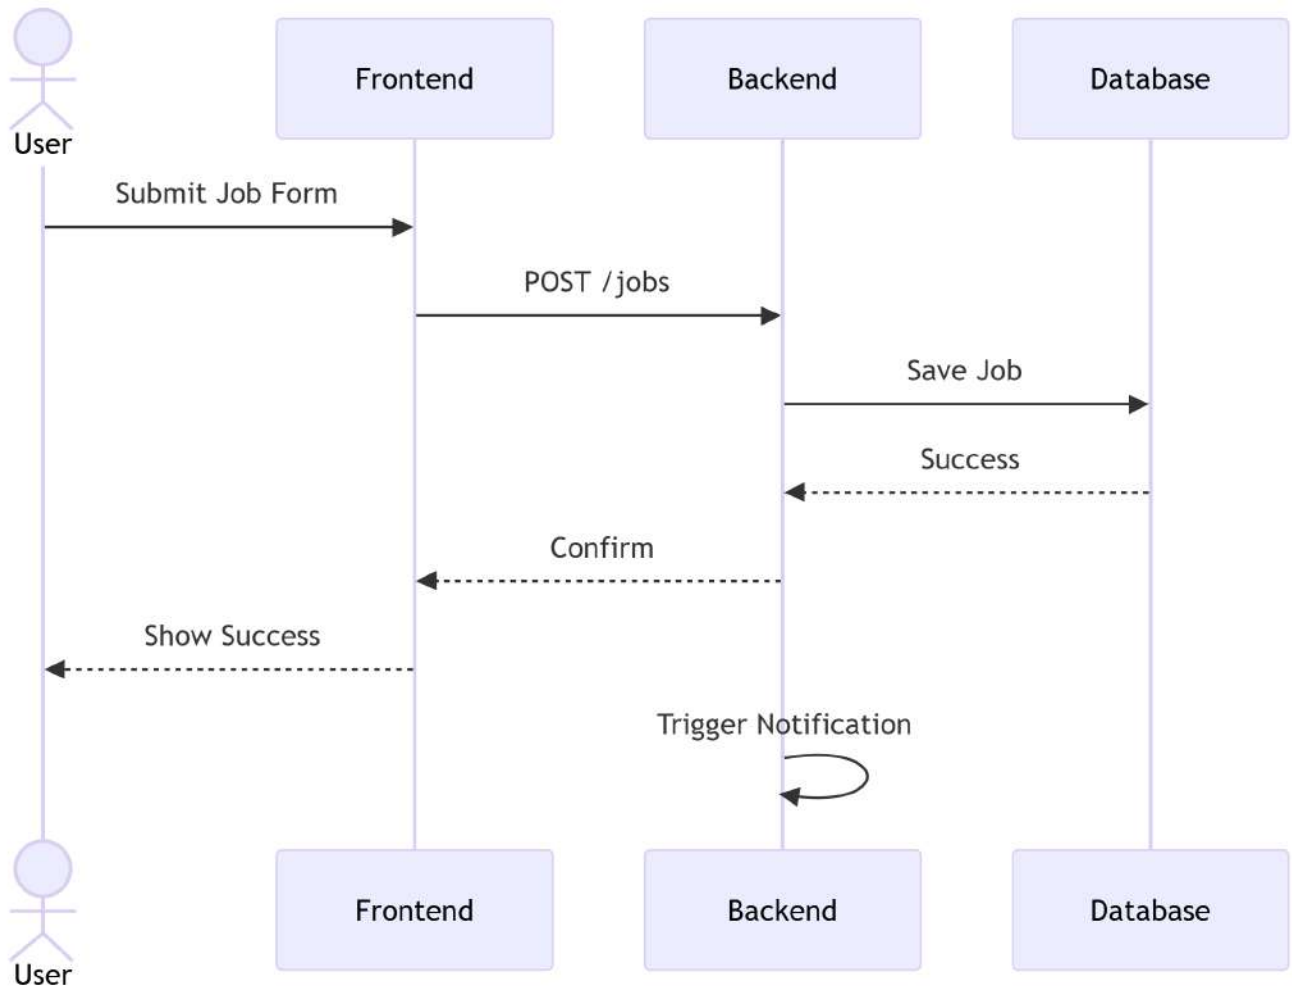 Frontend
Backend
Database
User
Submit Job Form
POST /jobs
Save Job
Success
Confirm
Show Success
Trigger Notification
Frontend
Backend
Database
User